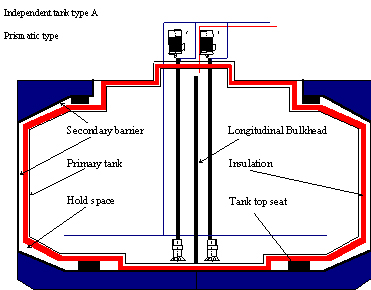 Independent tank type A
Prismatic type
Secondary barrier
Longitudinal Bulkhead
Primary tank
Insulation
Hold space
Tank top seat